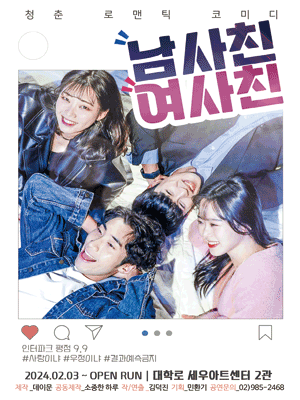 청춘 로맨틱 코미디
남사친
여사친
인터파크 평점 9.9
#사랑이냐 #우정이냐 #결과예측금지
2024.02.03 - OPEN RUN | 대학로 세우아트센터 2관
제작_데이문 공동제작_소중한 하루 작/연출_김덕진 기획_민환기 공연문의_02)985-2468